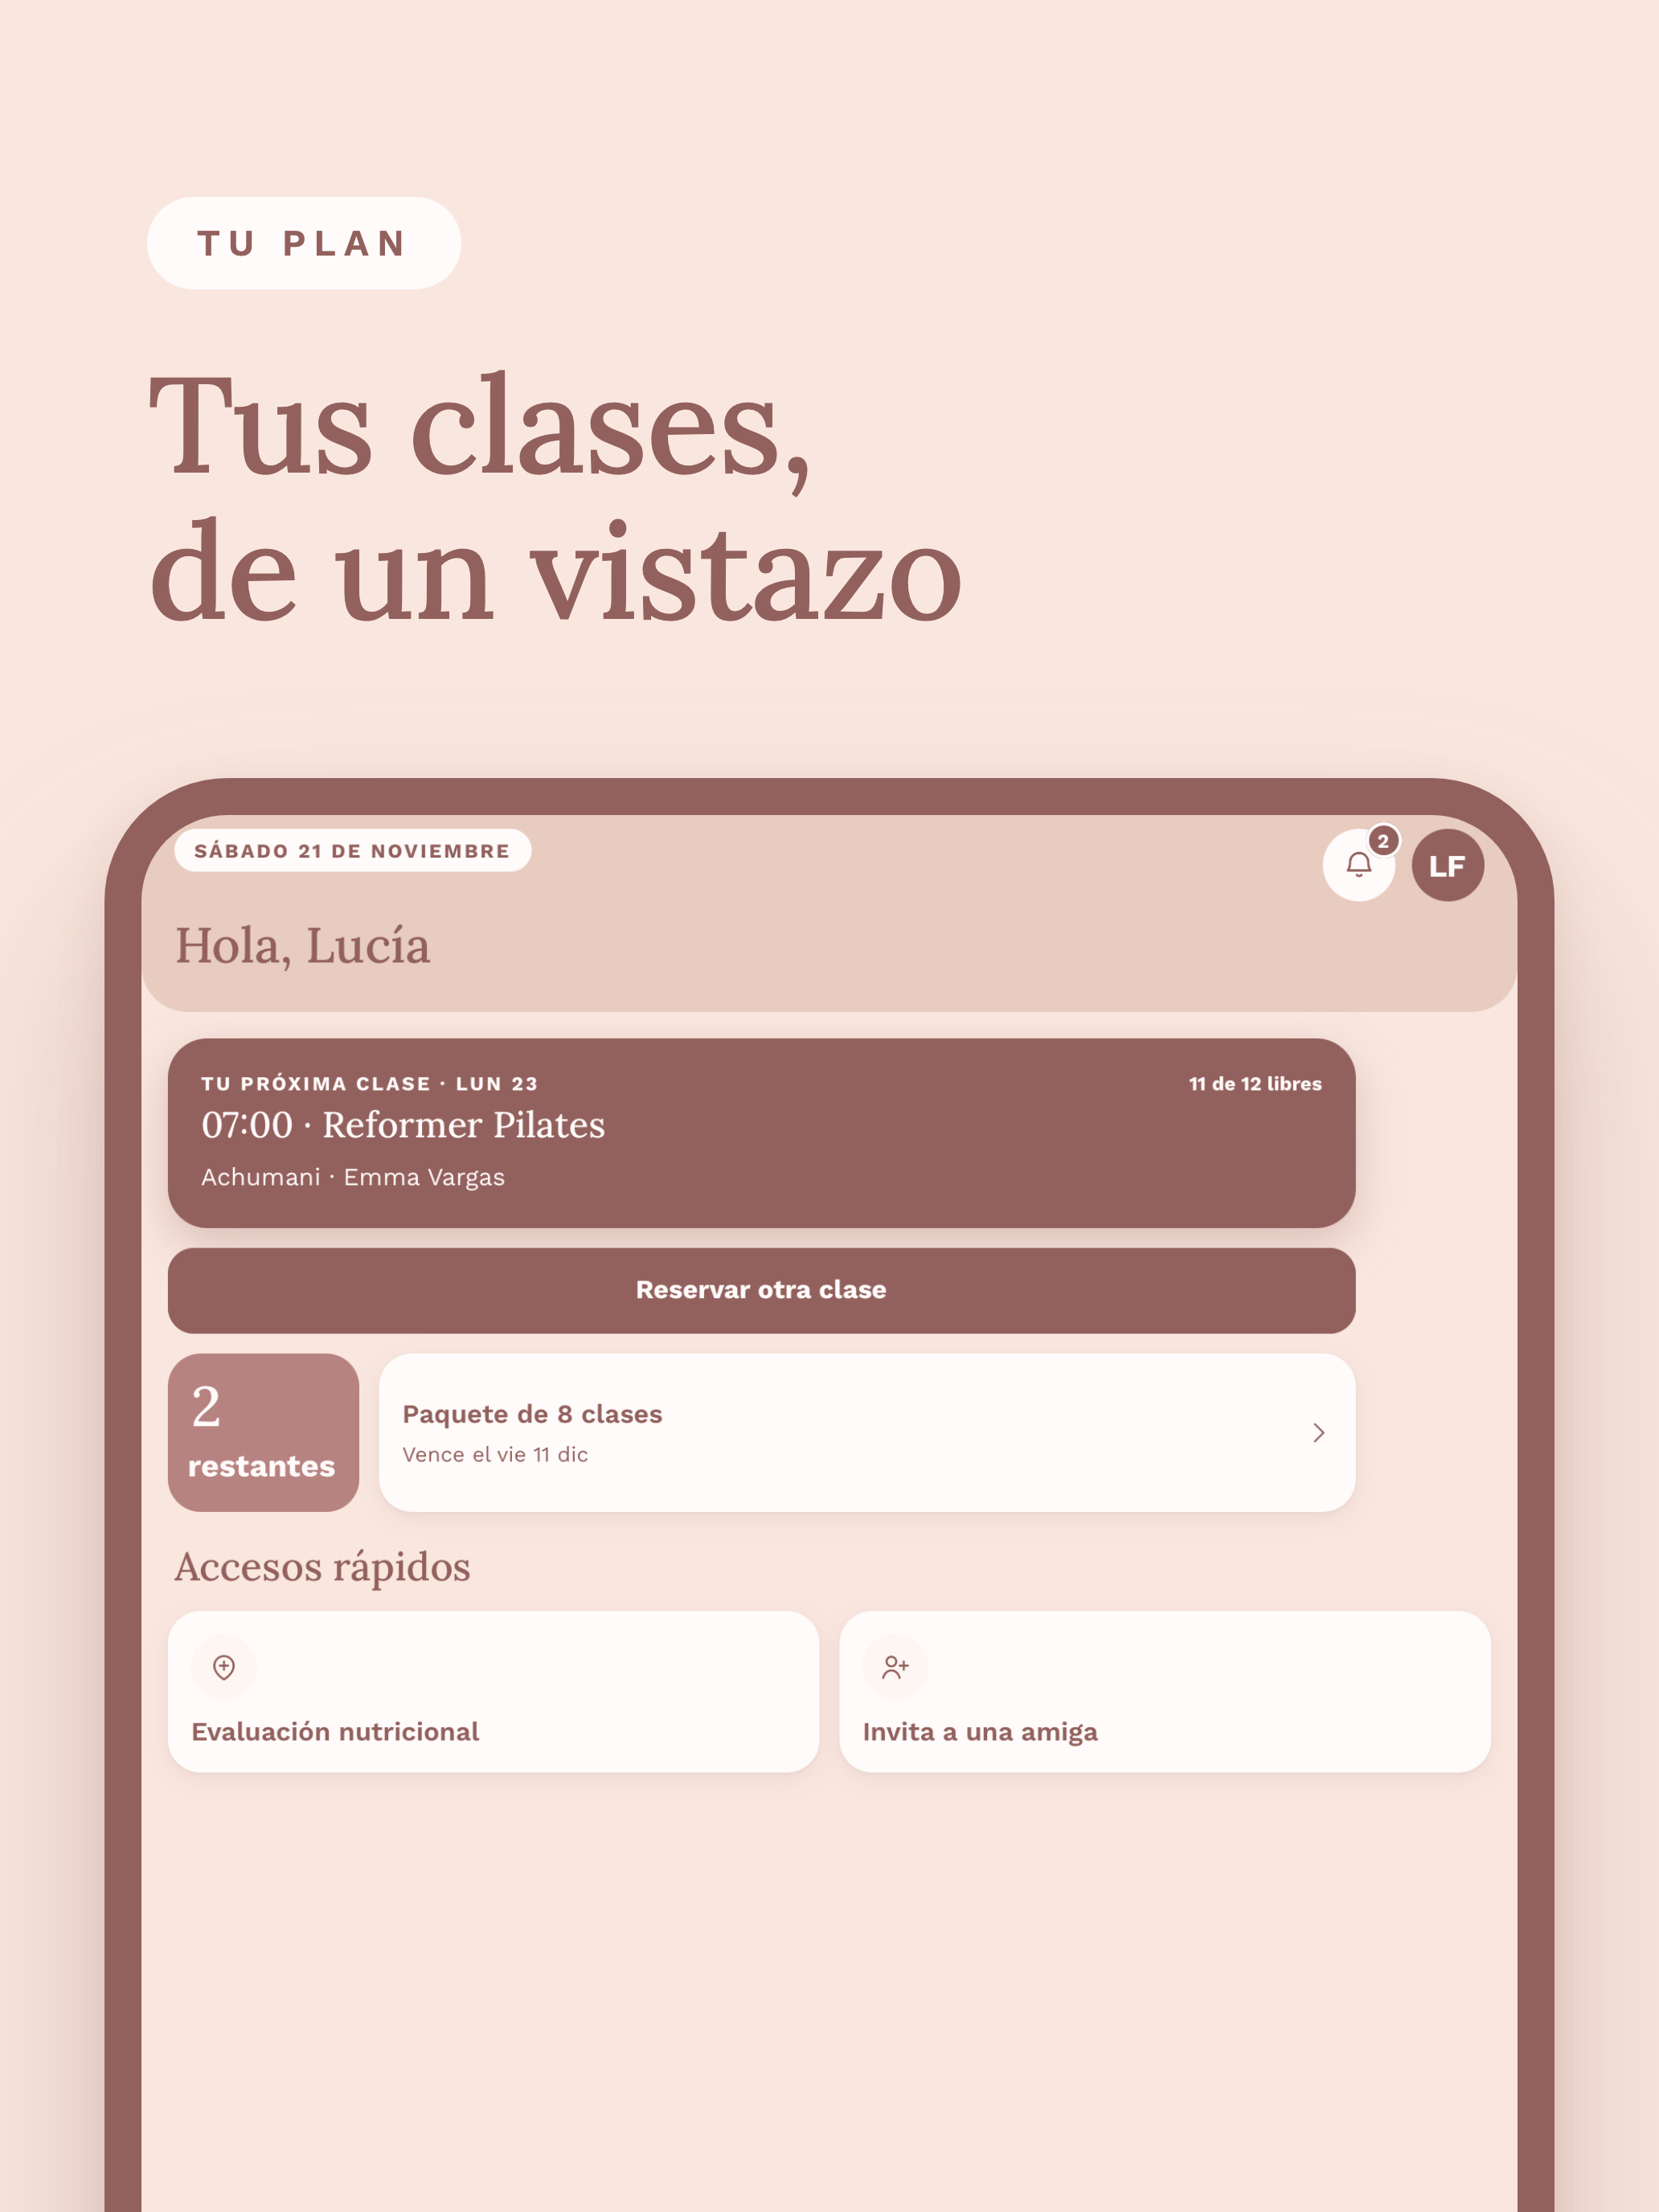 TU PLAN
Tus clases,
de un vistazo
SÁBADO 21 DE NOVIEMBRE
2
LF
Hola, Lucía
TU PRÓXIMA CLASE · LUN 23
11 de 12 libres
07:00 · Reformer Pilates
Achumani · Emma Vargas
Reservar otra clase
2
restantes
Paquete de 8 clases
Vence el vie 11 dic
Accesos rápidos
Evaluación nutricional
Invita a una amiga